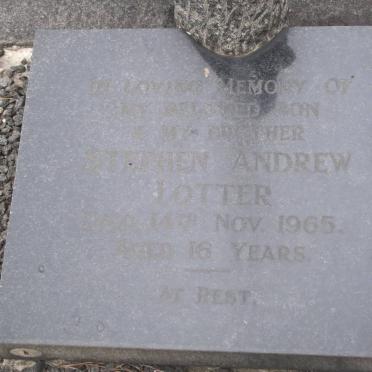 IN LOVING MEMORY OF
MY BELOVED SON
& MY BROTHER
STEPHEN ANDREW
LOTTER
DIED 14TH NOV. 1965.
AGED 16 YEARS.
AT REST.